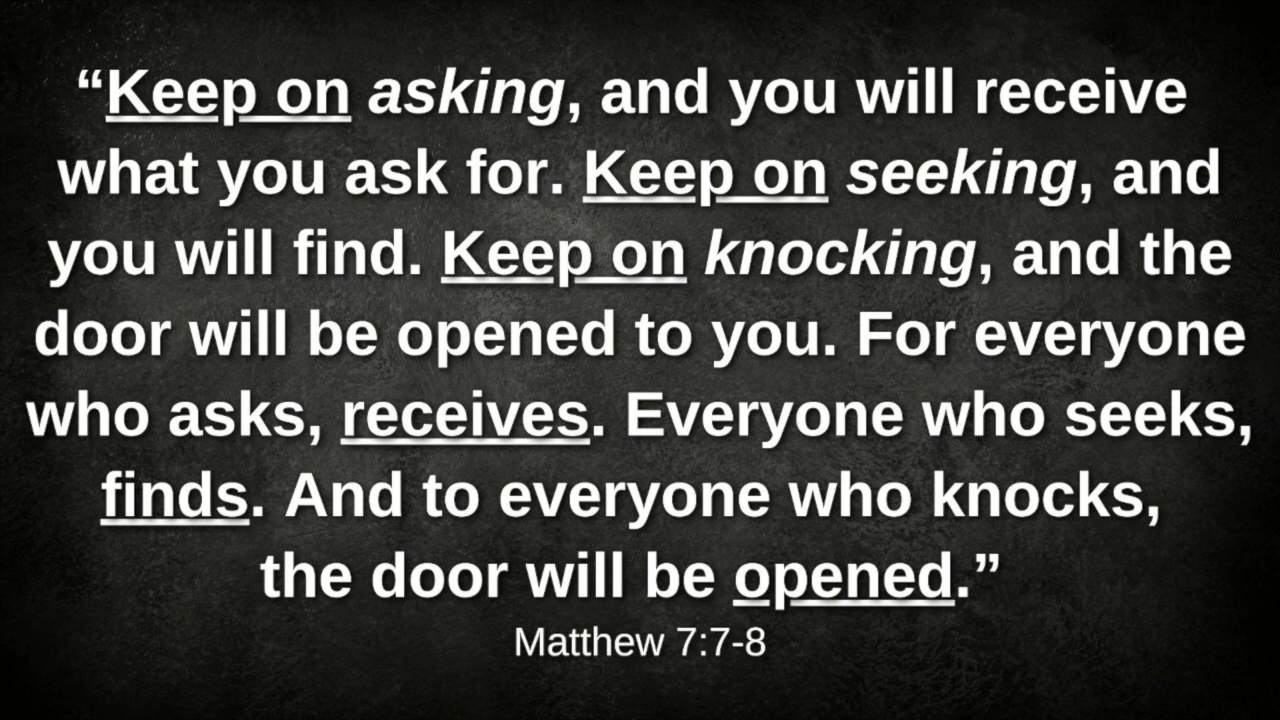 “Keep on asking, and you will receive
what you ask for. Keep on seeking, and
you will find. Keep on knocking, and the
door will be opened to you. For everyone
who asks, receives. Everyone who seeks,
finds. And to everyone who knocks,
the door will be opened.”
Matthew 7:7-8